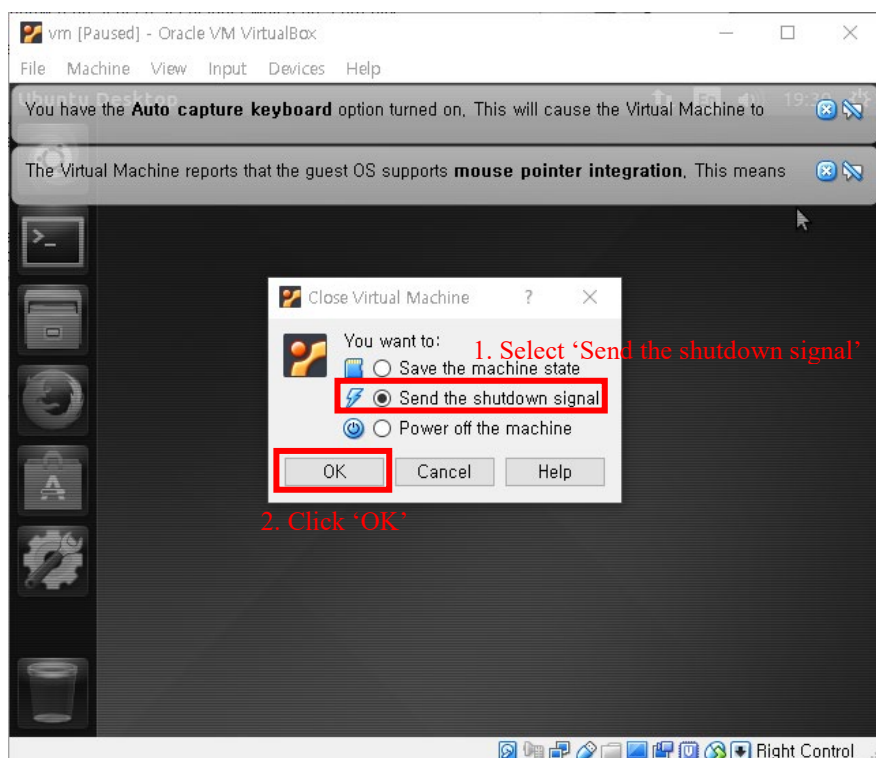 vm [Paused] - Oracle VM VirtualBox
File Machine View Input Devices Help
Ubuntu Desktop
You have the Auto capture keyboard option turned on. This will cause the Virtual Machine to
The Virtual Machine reports that the guest OS supports mouse pointer integration. This means
Close Virtual Machine ?
You want to:
1. Select ‘Send the shutdown signal’
Save the machine state
Send the shutdown signal
Power off the machine
OK Cancel Help
2. Click ‘OK’
Right Control